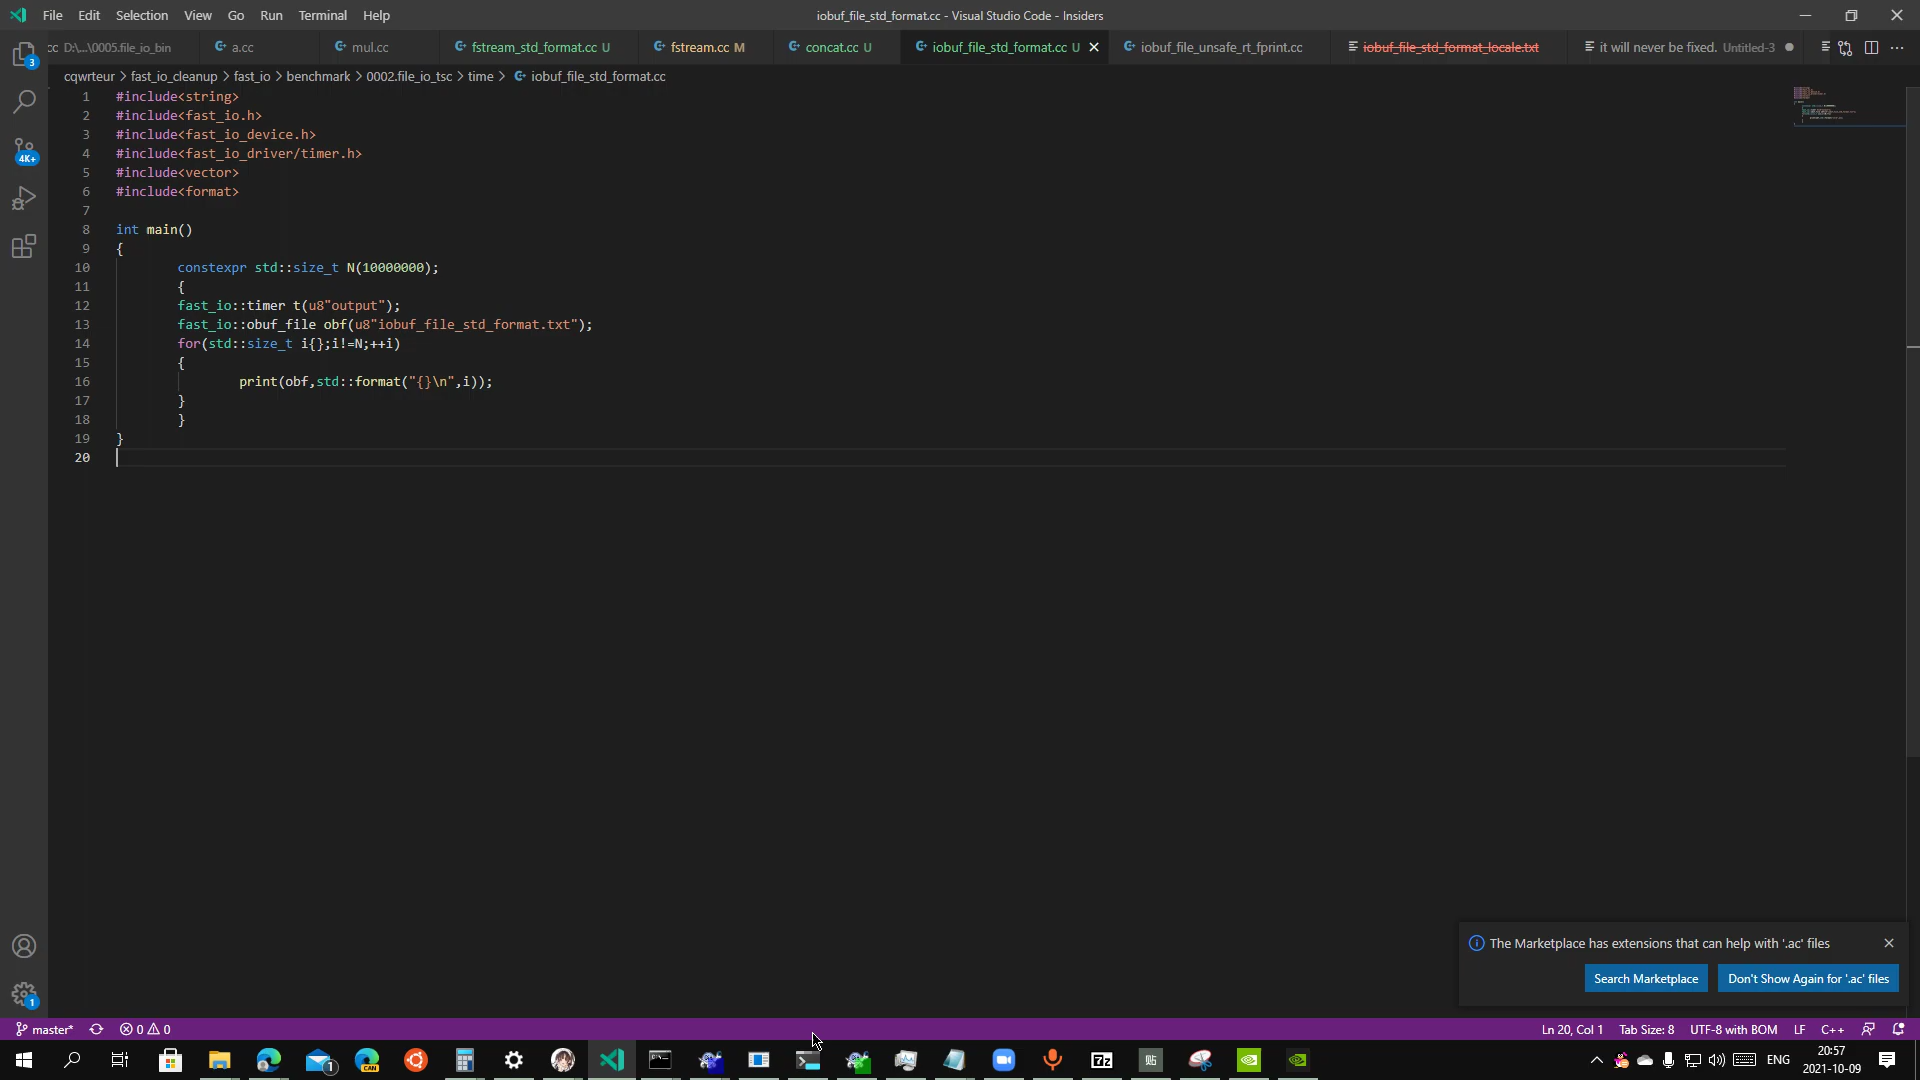 File Edit Selection View Go Run Terminal Help
iobuf_file_std_format.cc - Visual Studio Code - Insiders
cc D:\...\0005.file_io_bin a.cc mul.cc fstream_std_format.cc U fstream.cc M concat.cc U iobuf_file_std_format.cc U iobuf_file_unsafe_rt_fprint.cc iobuf_file_std_format_locale.txt it will never be fixed. Untitled-3
cqwrteur > fast_io_cleanup > fast_io > benchmark > 0002.file_io_tsc > time > iobuf_file_std_format.cc
1 #include<string>
2 #include<fast_io.h>
3 #include<fast_io_device.h>
4 #include<fast_io_driver/timer.h>
5 #include<vector>
6 #include<format>
7
8 int main()
9 {
10 constexpr std::size_t N(10000000);
11 {
12 fast_io::timer t(u8"output");
13 fast_io::obuf_file obf(u8"iobuf_file_std_format.txt");
14 for(std::size_t i{};i!=N;++i)
15 {
16 print(obf,std::format("{}\n",i));
17 }
18 }
19 }
20
3
4K+
1
The Marketplace has extensions that can help with '.ac' files
Search Marketplace Don't Show Again for '.ac' files
master* 0 0 Ln 20, Col 1 Tab Size: 8 UTF-8 with BOM LF C++
1 CAN 7z ENG 20:57
2021-10-09